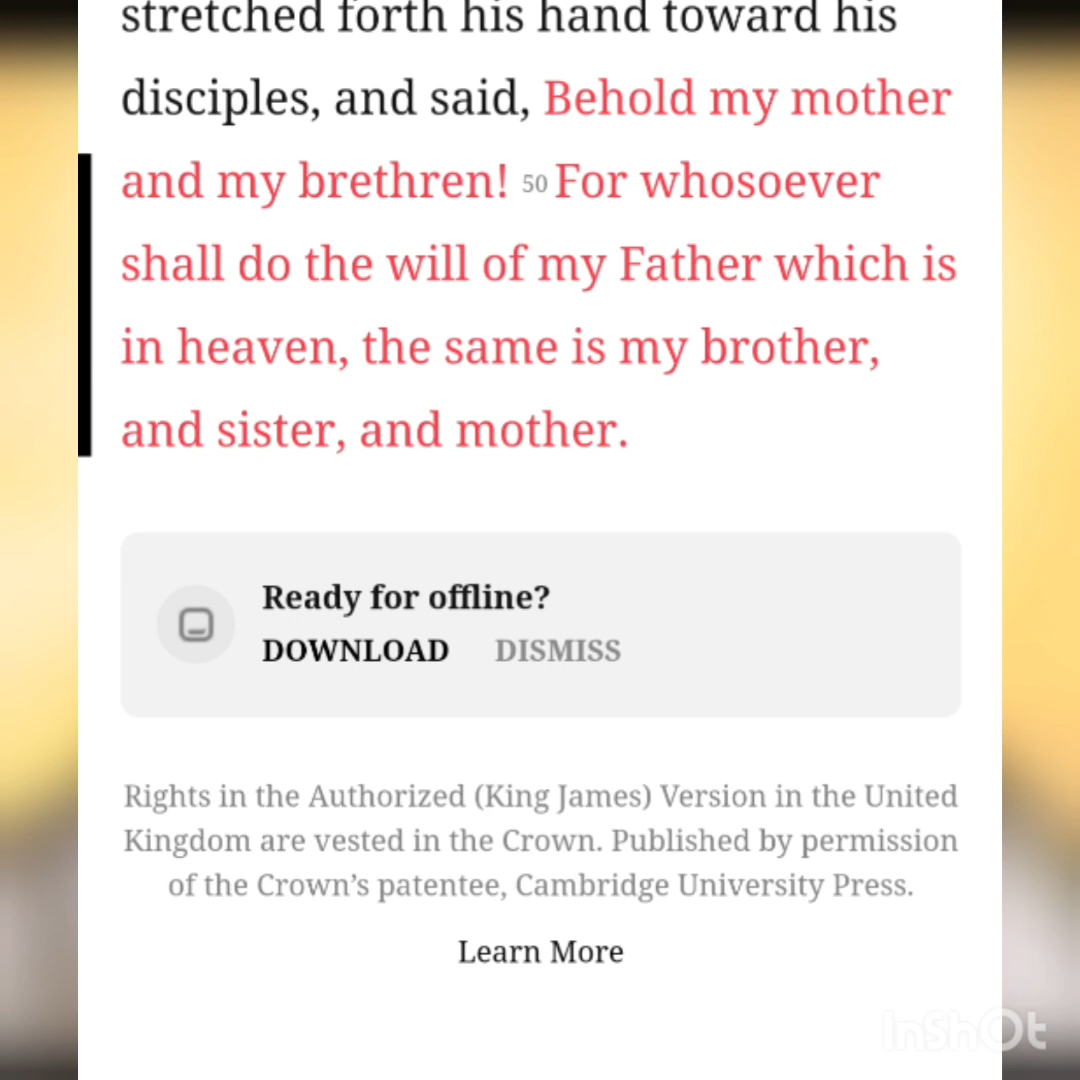 stretched forth his hand toward his
disciples, and said, Behold my mother
and my brethren! 50 For whosoever
shall do the will of my Father which is
in heaven, the same is my brother,
and sister, and mother.
Ready for offline?
DOWNLOAD DISMISS
Rights in the Authorized (King James) Version in the United
Kingdom are vested in the Crown. Published by permission
of the Crown’s patentee, Cambridge University Press.
Learn More
InShOt